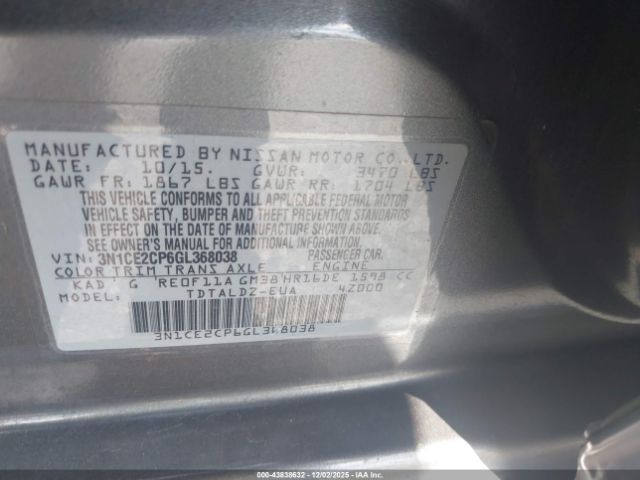 MANUFACTURED BY NISSAN MOTOR CO.,LTD.
DATE: 10/15. GVWR: 3470 LBS
GAWR FR: 1867 LBS GAWR RR: 1704 LBS
THIS VEHICLE CONFORMS TO ALL APPLICABLE FEDERAL MOTOR
VEHICLE SAFETY, BUMPER AND THEFT PREVENTION STANDARDS
IN EFFECT ON THE DATE OF MANUFACTURE SHOWN ABOVE.
SEE OWNER'S MANUAL FOR ADDITIONAL INFORMATION
VIN: 3N1CE2CP6GL368038 PASSENGER CAR.
COLOR TRIM TRANS AXLE ENGINE
KAD G RE0F11A GM38 HR16DE 1598 CC
MODEL: TDTALDZ-EUA 4Z000
3N1CE2CP6GL368038
000-43838632 - 12/02/2025 - Copyright IAA, Inc.